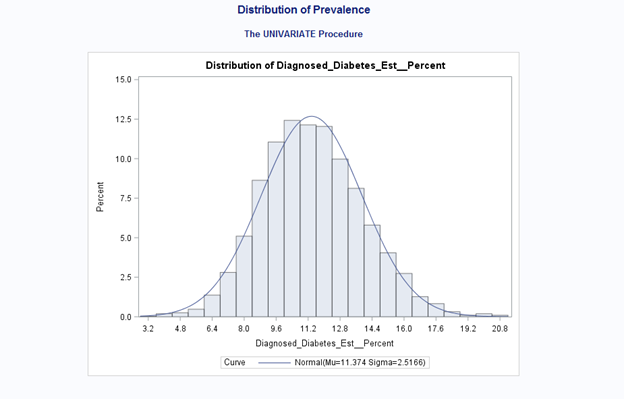 Distribution of Prevalence
The UNIVARIATE Procedure
Distribution of Diagnosed_Diabetes_Est__Percent
15.0
12.5
10.0
7.5
5.0
2.5
0.0
Percent
3.2 4.8 6.4 8.0 9.6 11.2 12.8 14.4 16.0 17.6 19.2 20.8
Diagnosed_Diabetes_Est__Percent
Curve Normal(Mu=11.374 Sigma=2.5166)